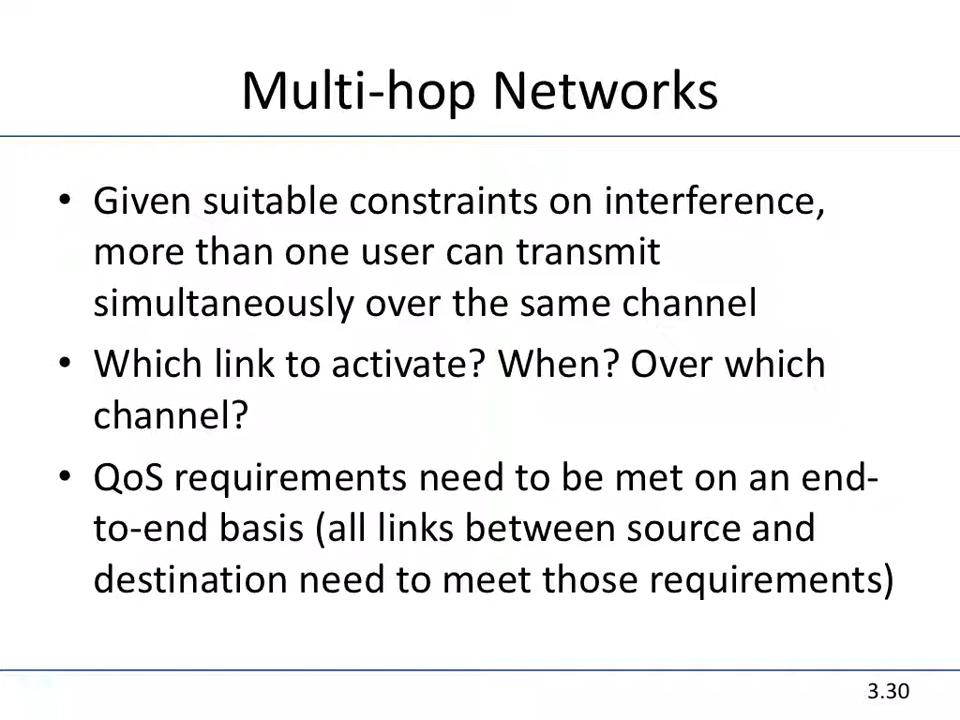 Multi-hop Networks
• Given suitable constraints on interference,
more than one user can transmit
simultaneously over the same channel
• Which link to activate? When? Over which
channel?
• QoS requirements need to be met on an end-
to-end basis (all links between source and
destination need to meet those requirements)
3.30